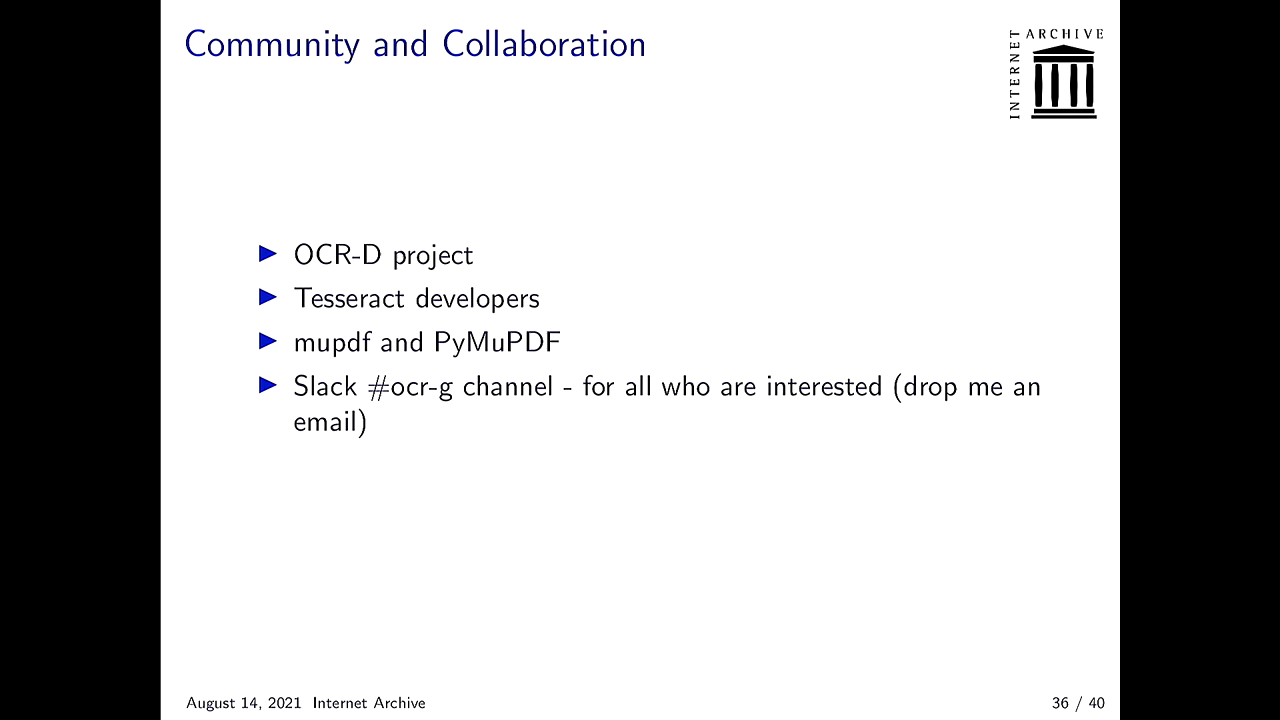 Community and Collaboration
INTERNET ARCHIVE
OCR-D project
Tesseract developers
mupdf and PyMuPDF
Slack #ocr-g channel - for all who are interested (drop me an
email)
August 14, 2021 Internet Archive
36 / 40